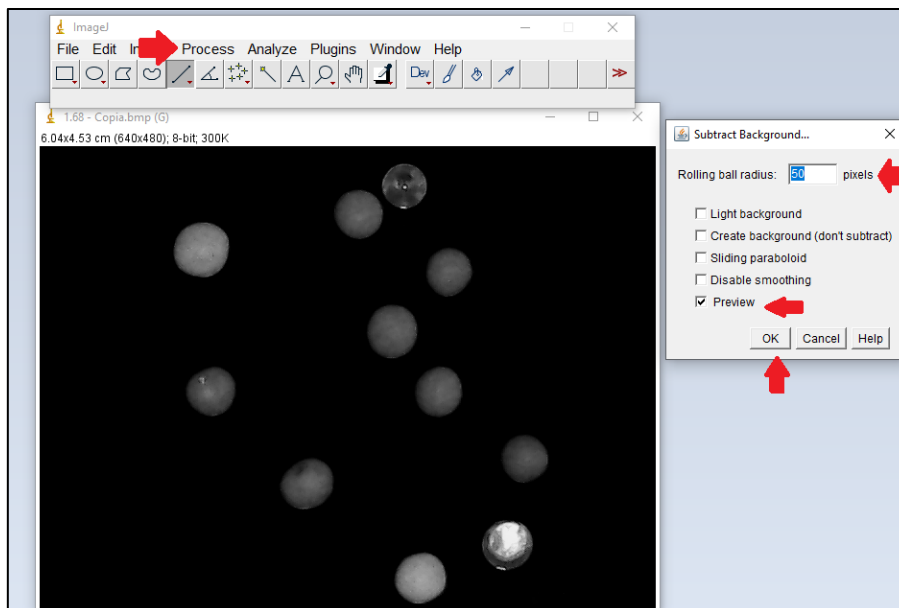 ImageJ
File Edit I Process Analyze Plugins Window Help
Dev
1.68 - Copia.bmp (G)
6.04x4.53 cm (640x480); 8-bit; 300K
Subtract Background...
Rolling ball radius: 50 pixels
Light background
Create background (don't subtract)
Sliding paraboloid
Disable smoothing
Preview
OK Cancel Help